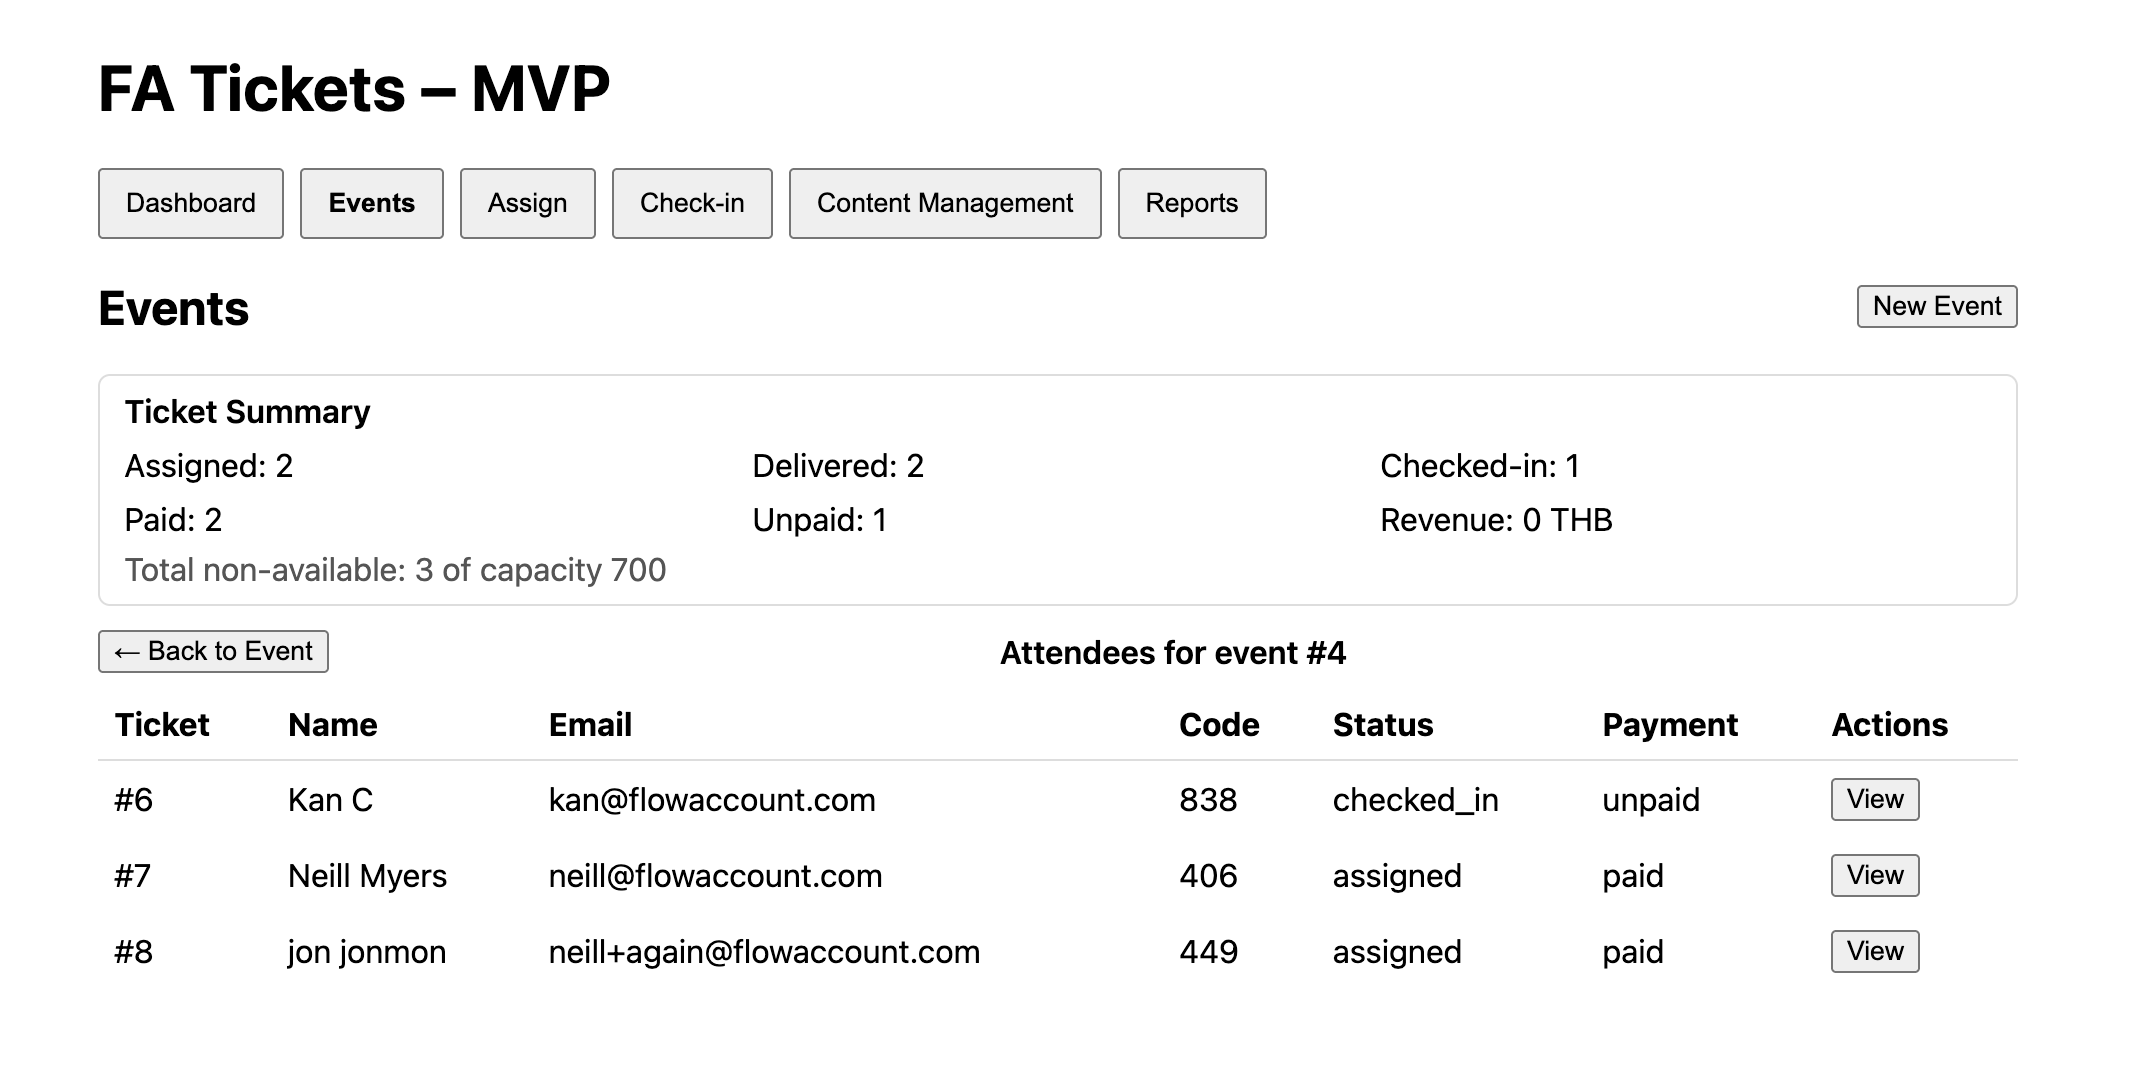 FA Tickets – MVP
Dashboard Events Assign Check-in Content Management Reports
Events New Event
Ticket Summary
Assigned: 2 Delivered: 2 Checked-in: 1
Paid: 2 Unpaid: 1 Revenue: 0 THB
Total non-available: 3 of capacity 700
← Back to Event Attendees for event #4
Ticket Name Email Code Status Payment Actions
#6 Kan C kan@flowaccount.com 838 checked_in unpaid View
#7 Neill Myers neill@flowaccount.com 406 assigned paid View
#8 jon jonmon neill+again@flowaccount.com 449 assigned paid View